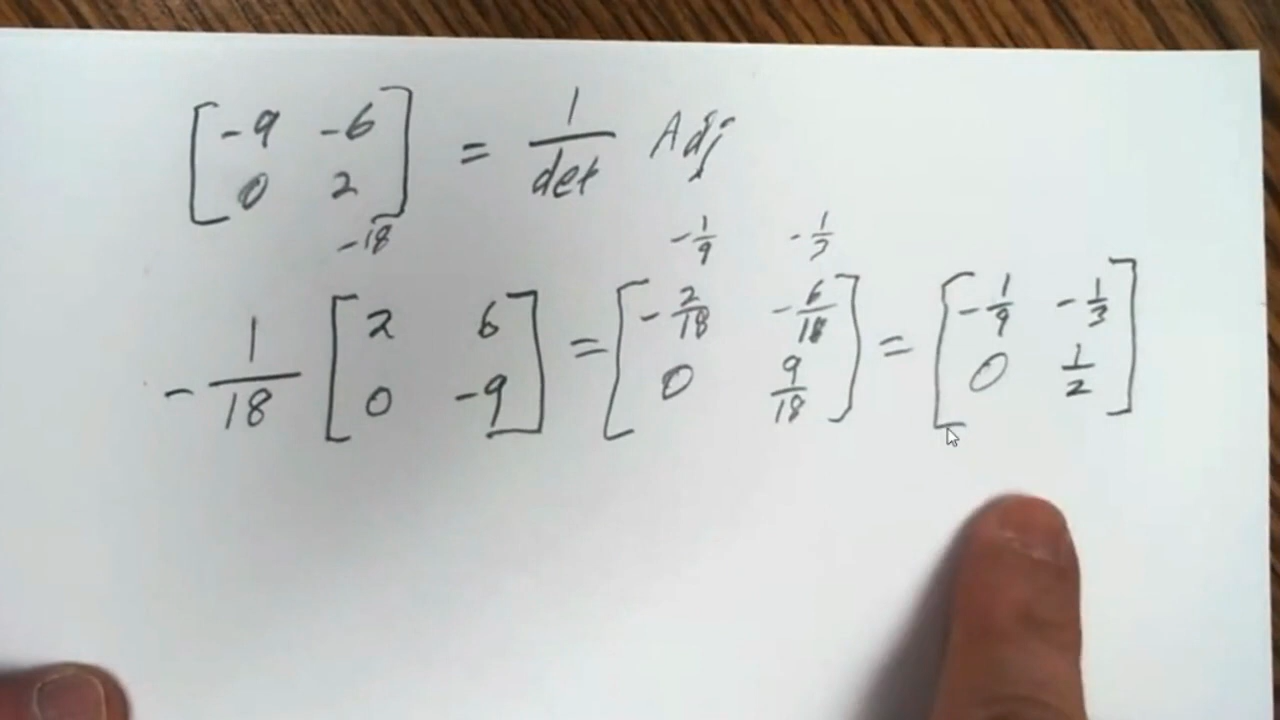 [-9 -6
0 2] = 1/det Adj
-18
-1/9 -1/3
-1/18 [2 6
0 -9] = [-2/18 -6/18
0 9/18] = [-1/9 -1/3
0 1/2]